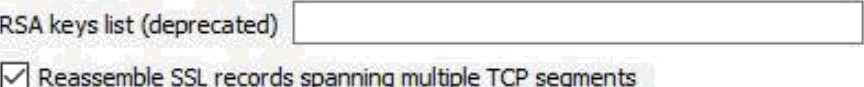 RSA keys list (deprecated)
Reassemble SSL records spanning multiple TCP segments